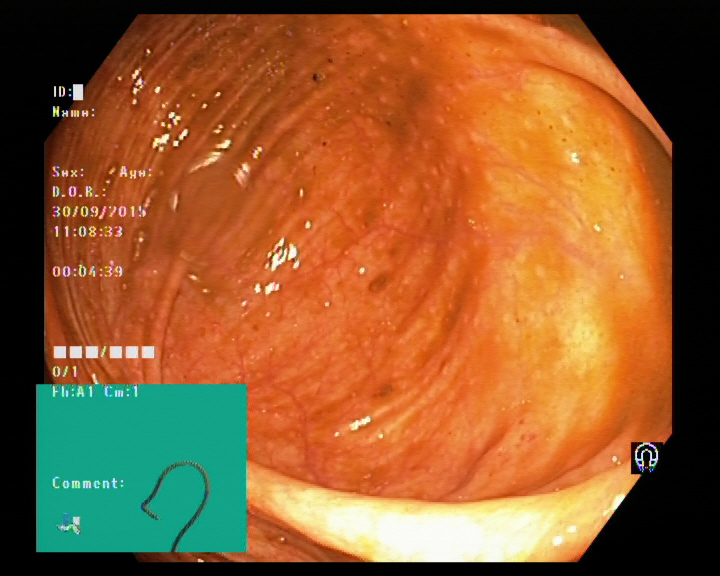 ID:
Name:
Sex: Age:
D.O.B.:
30/09/2015
11:08:33
00:04:39
/
0/1
Eh:A1 Cm:1
Comment: